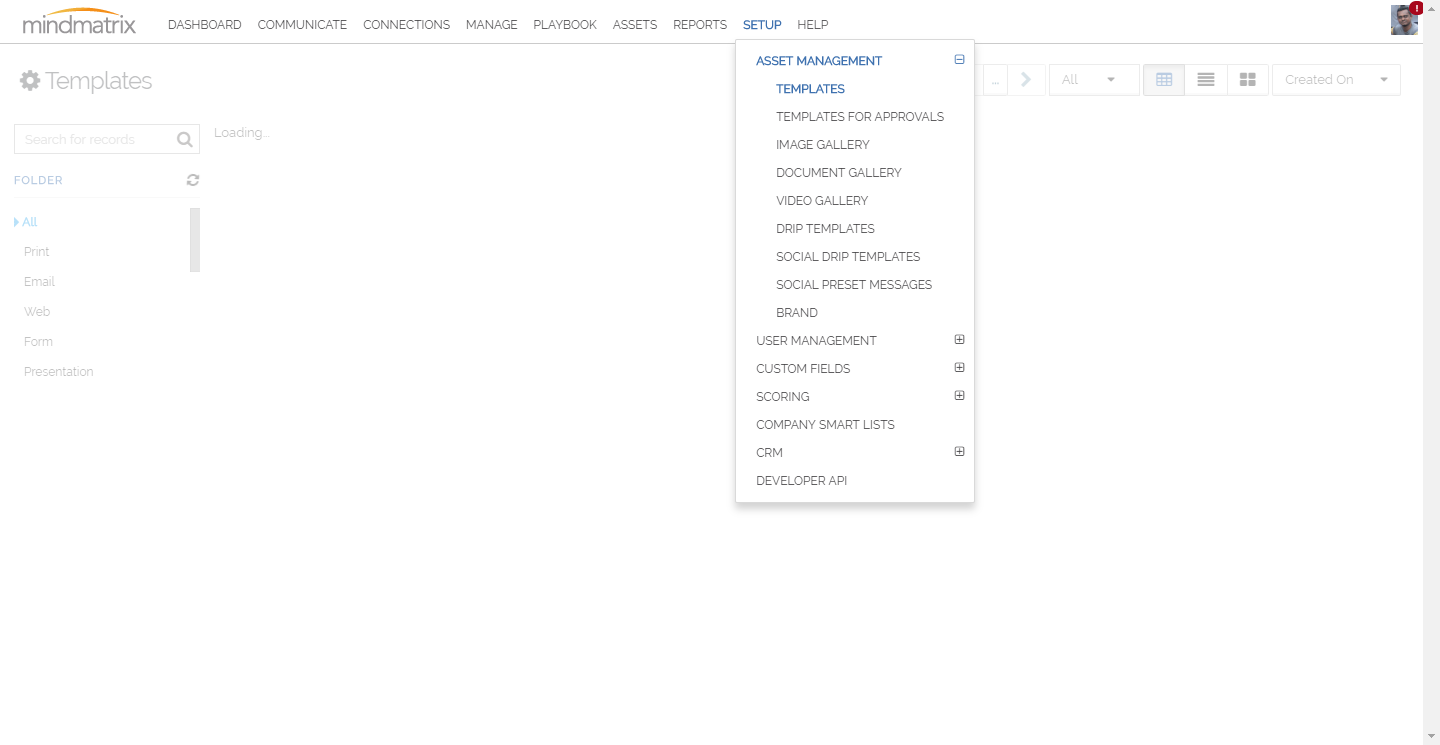 mindmatrix
DASHBOARD COMMUNICATE CONNECTIONS MANAGE PLAYBOOK ASSETS REPORTS SETUP HELP
!
Templates
... All Created On
Search for records
Loading...
FOLDER
All
Print
Email
Web
Form
Presentation
ASSET MANAGEMENT
TEMPLATES
TEMPLATES FOR APPROVALS
IMAGE GALLERY
DOCUMENT GALLERY
VIDEO GALLERY
DRIP TEMPLATES
SOCIAL DRIP TEMPLATES
SOCIAL PRESET MESSAGES
BRAND
USER MANAGEMENT
CUSTOM FIELDS
SCORING
COMPANY SMART LISTS
CRM
DEVELOPER API